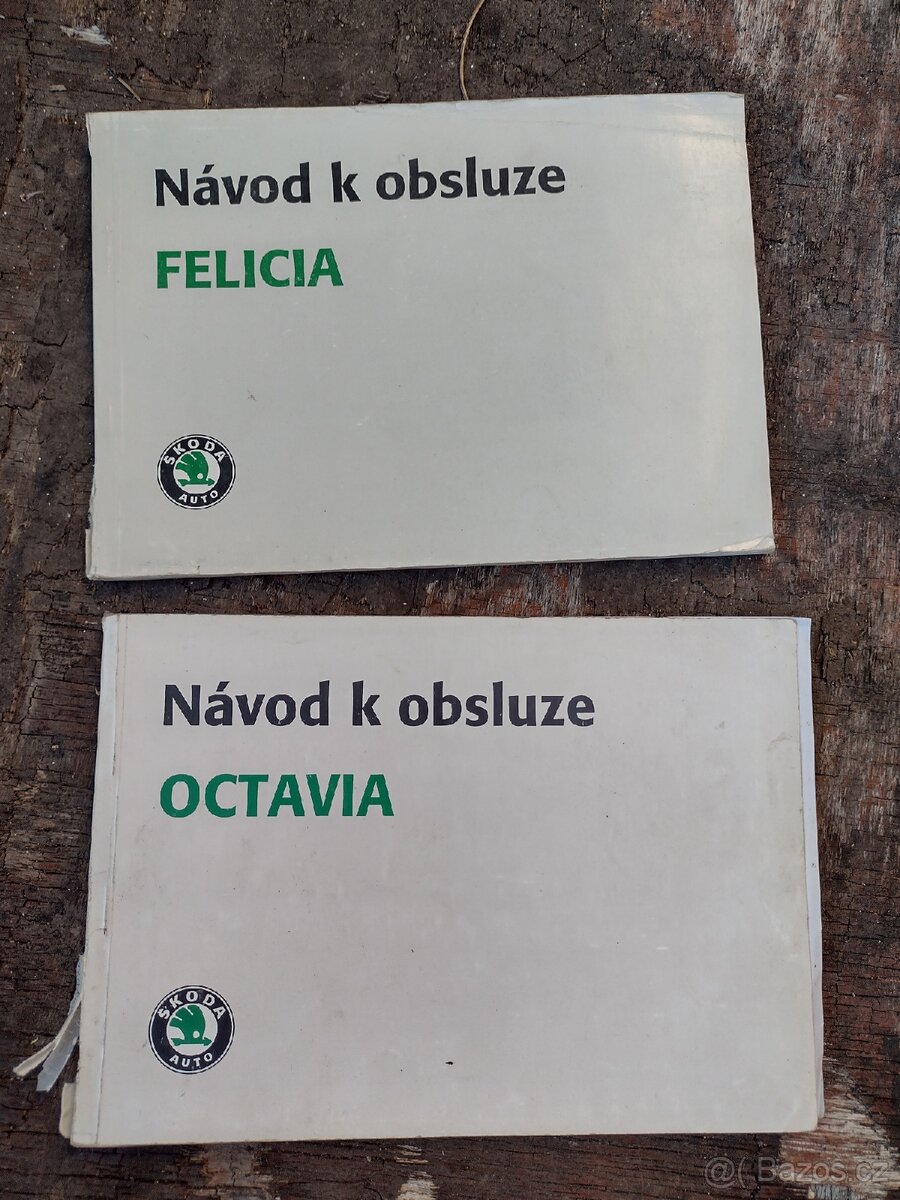 Návod k obsluze
FELICIA
ŠKODA
AUTO
Návod k obsluze
OCTAVIA
ŠKODA
AUTO
@( Bazos.cz